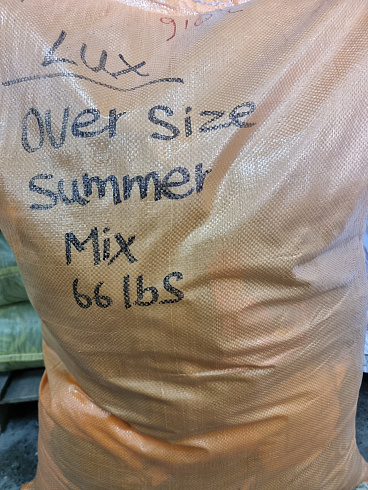 LUX
Over Size
Summer
Mix
66 lbs